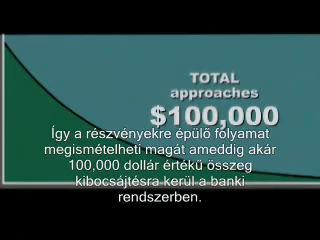 TOTAL
approaches
$100,000
Így a részvényekre épülő folyamat
megismételheti magát ameddig akár
100,000 dollár értékű összeg
kibocsájtésra kerül a banki
rendszerben.